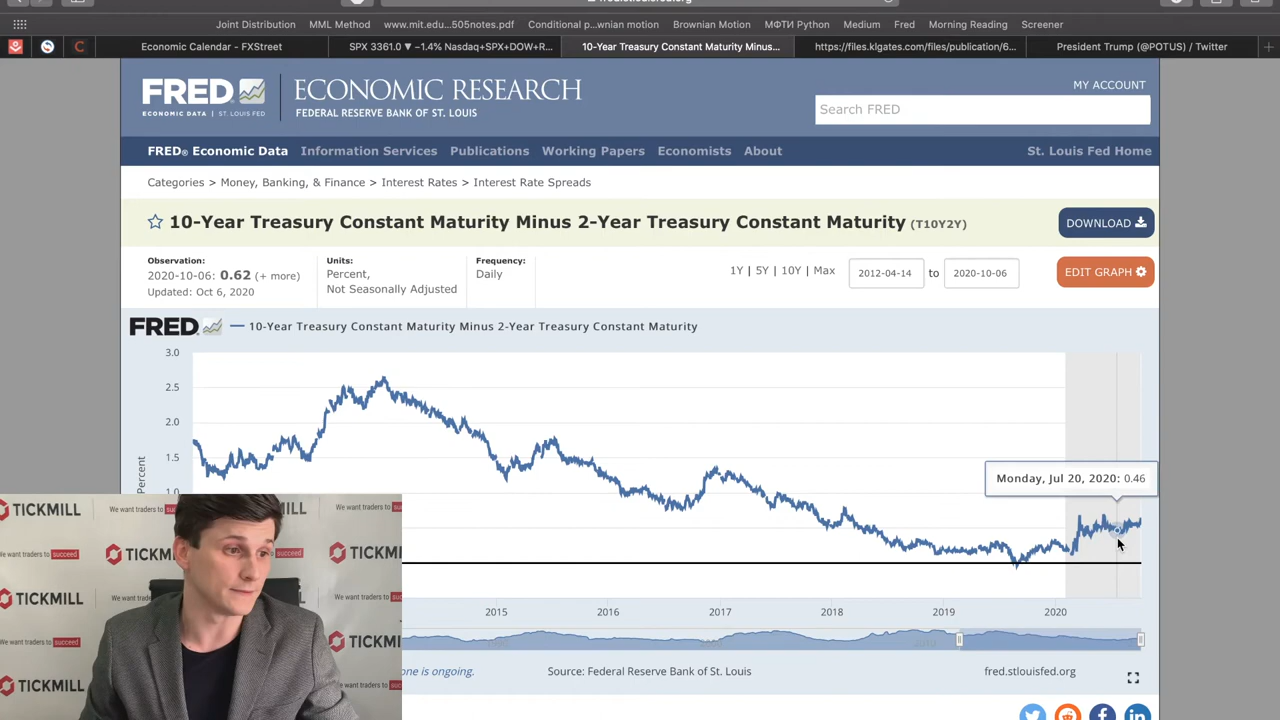 Joint Distribution
MML Method
www.mit.edu...505notes.pdf
Conditional p...wnian motion
Brownian Motion
МФТИ Python
Medium
Fred
Morning Reading
Screener
Economic Calendar - FXStreet
SPX 3361.0 ▼ −1.4% Nasdaq+SPX+DOW+R...
10-Year Treasury Constant Maturity Minus...
https://files.klgates.com/files/publication/6...
President Trump (@POTUS) / Twitter
FRED
ECONOMIC DATA | ST. LOUIS FED
ECONOMIC RESEARCH
FEDERAL RESERVE BANK OF ST. LOUIS
MY ACCOUNT
Search FRED
FRED® Economic Data
Information Services
Publications
Working Papers
Economists
About
St. Louis Fed Home
Categories > Money, Banking, & Finance > Interest Rates > Interest Rate Spreads
10-Year Treasury Constant Maturity Minus 2-Year Treasury Constant Maturity (T10Y2Y)
DOWNLOAD
Observation:
2020-10-06: 0.62 (+ more)
Updated: Oct 6, 2020
Units:
Percent,
Not Seasonally Adjusted
Frequency:
Daily
1Y | 5Y | 10Y | Max
2012-04-14 to 2020-10-06
EDIT GRAPH
FRED
10-Year Treasury Constant Maturity Minus 2-Year Treasury Constant Maturity
3.0
2.5
2.0
1.5
1.0
Percent
Monday, Jul 20, 2020: 0.46
2015
2016
2017
2018
2019
2020
one is ongoing.
Source: Federal Reserve Bank of St. Louis
fred.stlouisfed.org
TICKMILL
We want traders to succeed
TICKMILL
We want traders to succeed
TICKMILL
TICKMILL